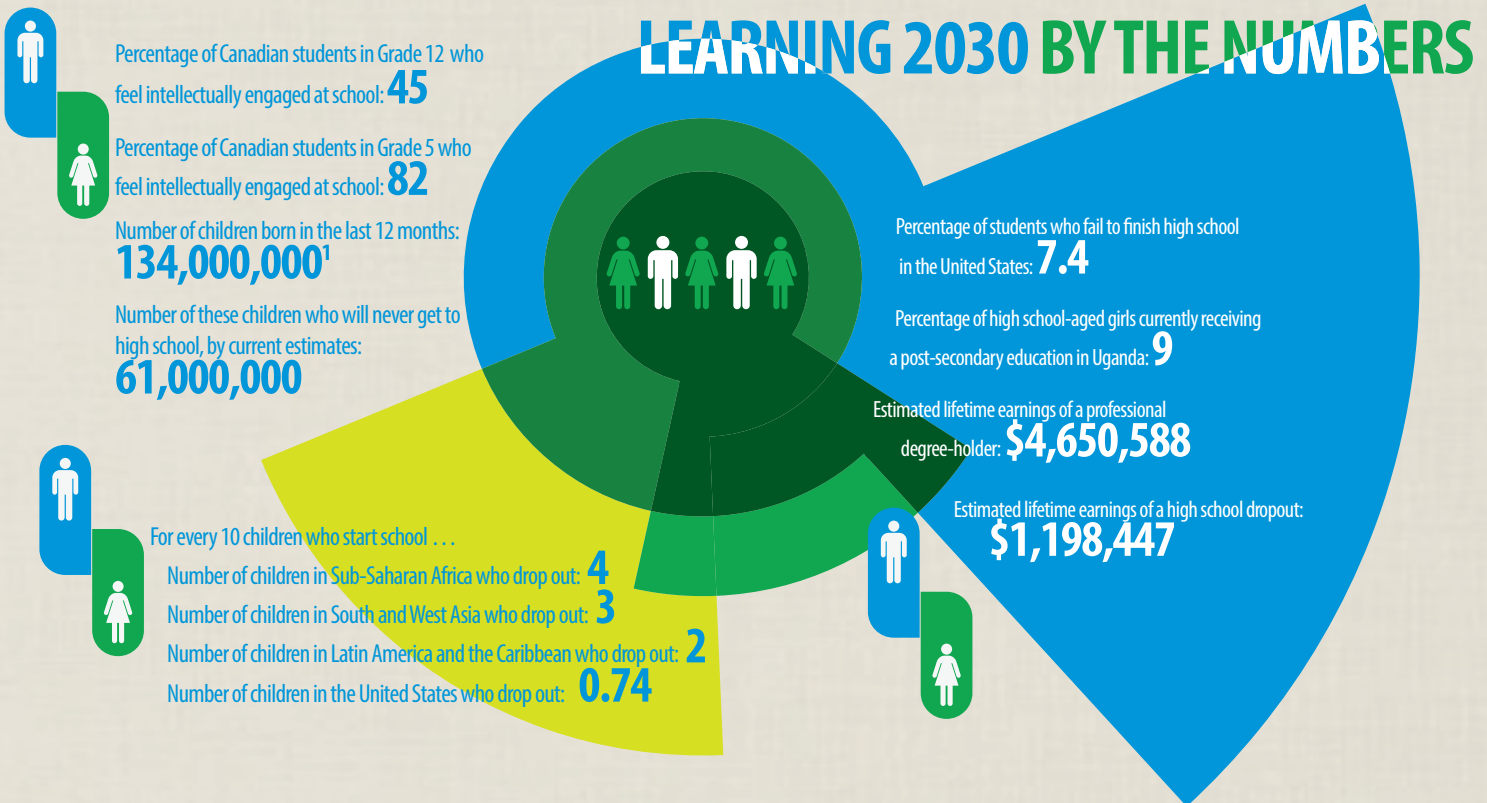 LEARNING 2030 BY THE NUMBERS
Percentage of Canadian students in Grade 12 who
feel intellectually engaged at school: 45
Percentage of Canadian students in Grade 5 who
feel intellectually engaged at school: 82
Number of children born in the last 12 months:
134,000,000¹
Number of these children who will never get to
high school, by current estimates:
61,000,000
For every 10 children who start school . . .
Number of children in Sub-Saharan Africa who drop out: 4
Number of children in South and West Asia who drop out: 3
Number of children in Latin America and the Caribbean who drop out: 2
Number of children in the United States who drop out: 0.74
Percentage of students who fail to finish high school
in the United States: 7.4
Percentage of high school-aged girls currently receiving
a post-secondary education in Uganda: 9
Estimated lifetime earnings of a professional
degree-holder: $4,650,588
Estimated lifetime earnings of a high school dropout:
$1,198,447